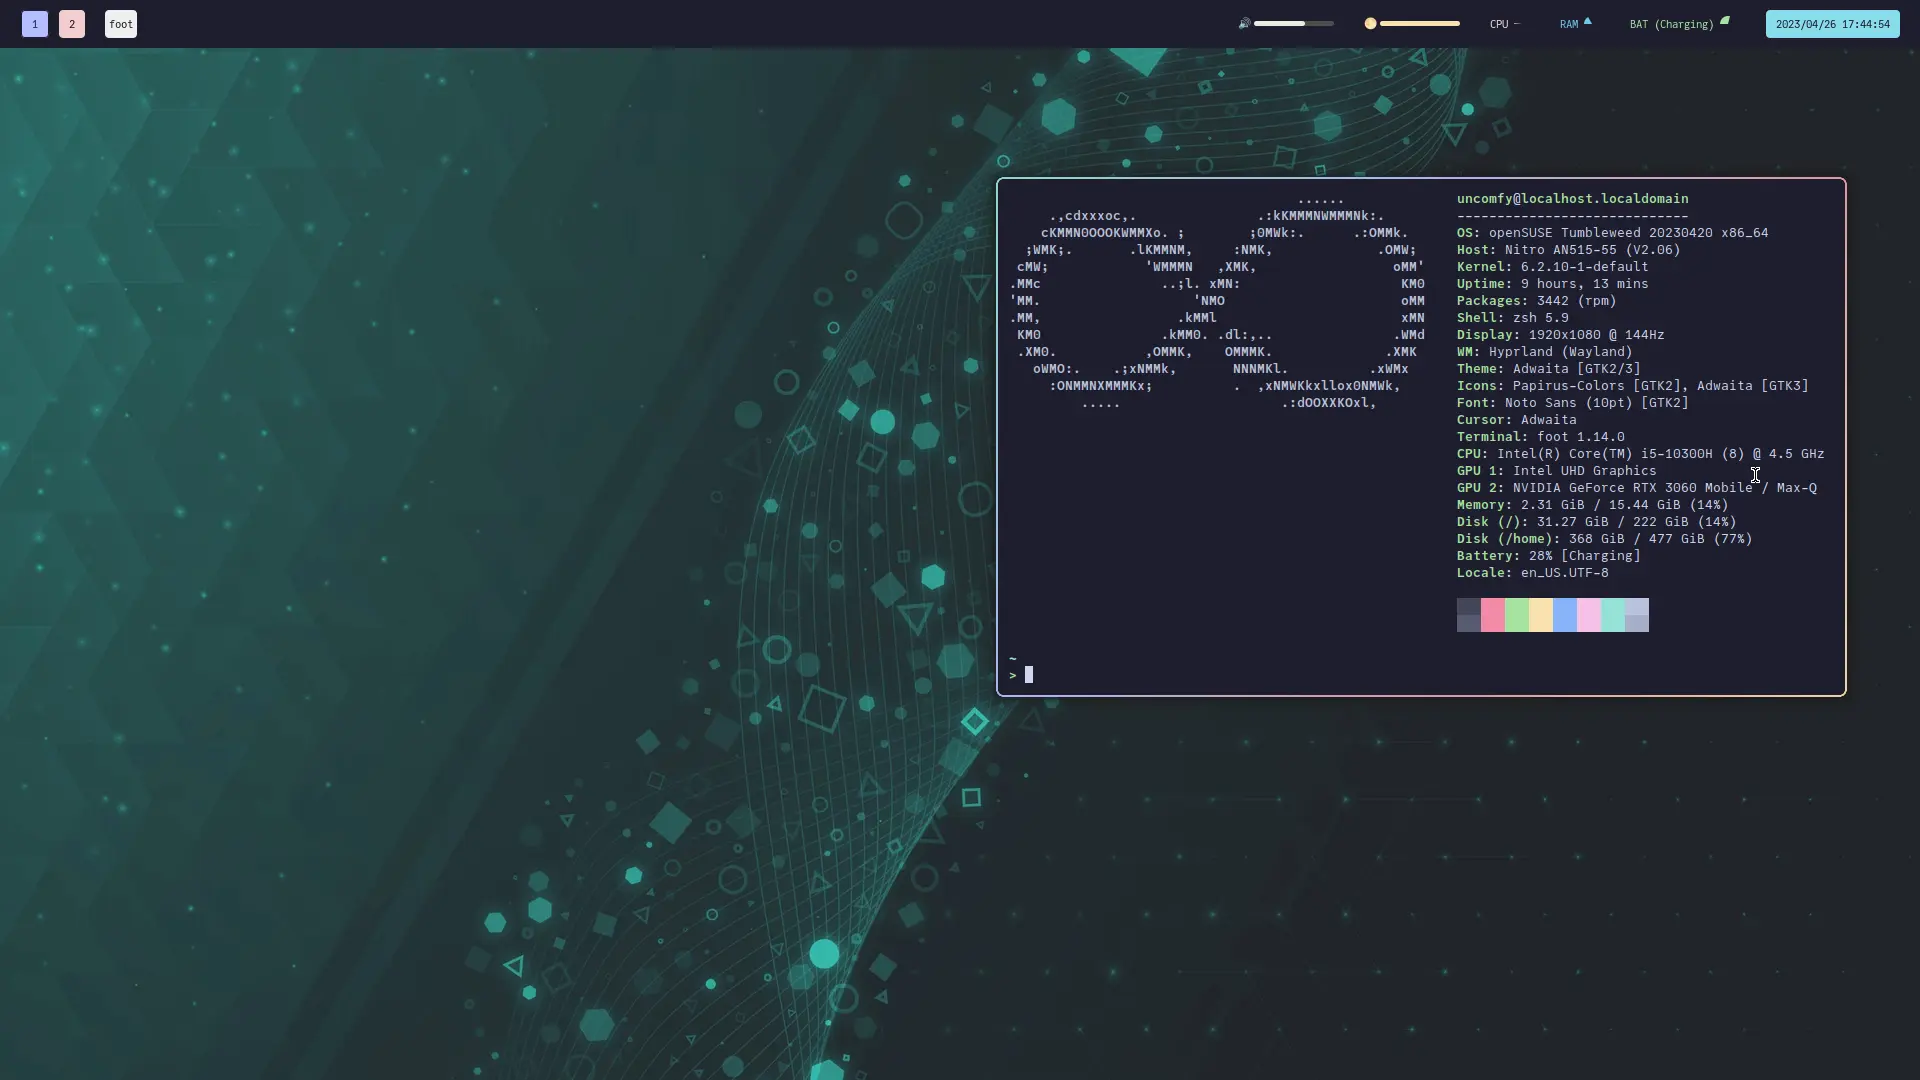 1 2 foot CPU RAM BAT (Charging) 2023/04/26 17:44:54
......
.,cdxxxoc,. .:kKMMMNWMMMNk:.
cKMMN0OOOKWMMXo. ; ;0MWk:. .:OMMk.
;WMK;. .lKMMNM, :NMK, .OMW;
cMW; 'WMMMN ,XMK, oMM'
.MMc ..;l. xMN: KM0
'MM. 'NMO oMM
.MM, .kMMl xMN
KM0 .kMM0. .dl:,.. .WMd
.XM0. ,OMMK, OMMMK. .XMK
oWMO:. .;xNMMk, NNNMKl. .xWMx
:ONMMNXMMMKx; . ,xNMWKkxllox0NMWk,
..... .:dOOXXKOxl,
uncomfy@localhost.localdomain
-----------------------------
OS: openSUSE Tumbleweed 20230420 x86_64
Host: Nitro AN515-55 (V2.06)
Kernel: 6.2.10-1-default
Uptime: 9 hours, 13 mins
Packages: 3442 (rpm)
Shell: zsh 5.9
Display: 1920x1080 @ 144Hz
WM: Hyprland (Wayland)
Theme: Adwaita [GTK2/3]
Icons: Papirus-Colors [GTK2], Adwaita [GTK3]
Font: Noto Sans (10pt) [GTK2]
Cursor: Adwaita
Terminal: foot 1.14.0
CPU: Intel(R) Core(TM) i5-10300H (8) @ 4.5 GHz
GPU 1: Intel UHD Graphics
GPU 2: NVIDIA GeForce RTX 3060 Mobile / Max-Q
Memory: 2.31 GiB / 15.44 GiB (14%)
Disk (/): 31.27 GiB / 222 GiB (14%)
Disk (/home): 368 GiB / 477 GiB (77%)
Battery: 28% [Charging]
Locale: en_US.UTF-8
~
>